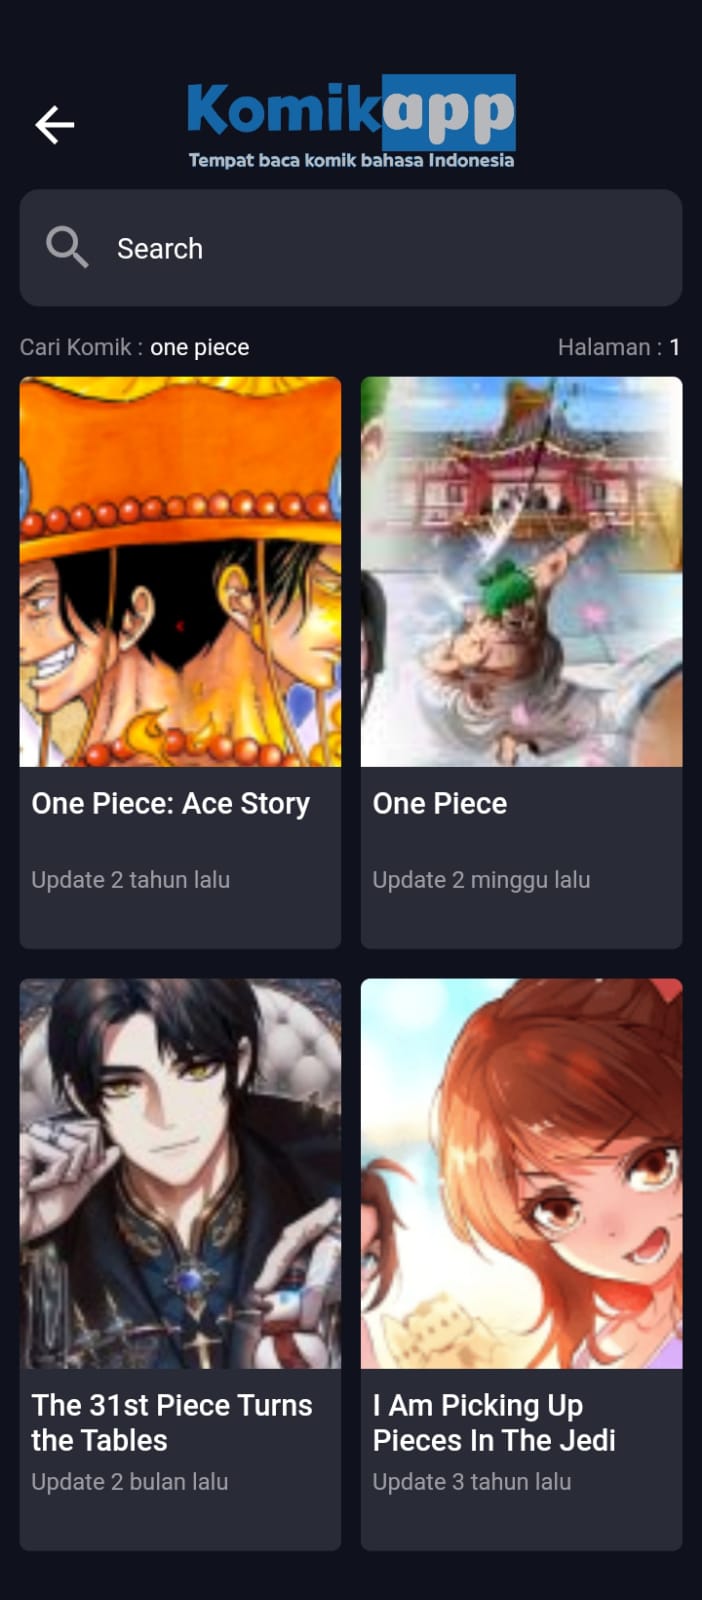 Komikapp
Tempat baca komik bahasa Indonesia
Search
Cari Komik : one piece
Halaman : 1
One Piece: Ace Story
Update 2 tahun lalu
One Piece
Update 2 minggu lalu
The 31st Piece Turns
the Tables
Update 2 bulan lalu
I Am Picking Up
Pieces In The Jedi
Update 3 tahun lalu